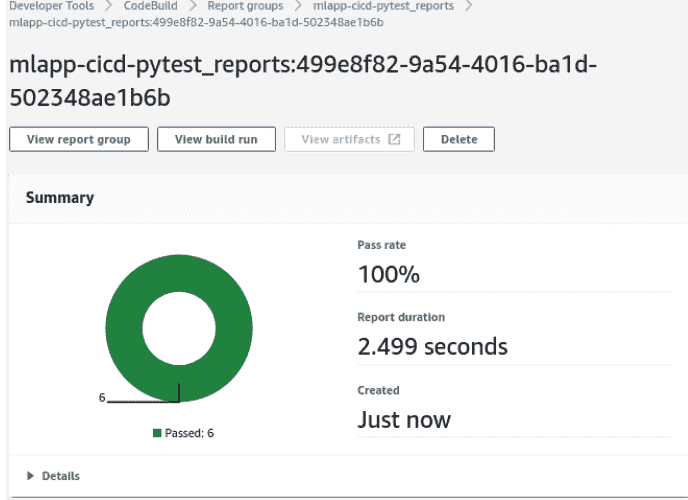 Developer Tools > CodeBuild > Report groups > mlapp-cicd-pytest_reports >
mlapp-cicd-pytest_reports:499e8f82-9a54-4016-ba1d-502348ae1b6b
mlapp-cicd-pytest_reports:499e8f82-9a54-4016-ba1d-
502348ae1b6b
View report group View build run View artifacts Delete
Summary
Pass rate
100%
Report duration
2.499 seconds
Created
Just now
6
Passed: 6
Details